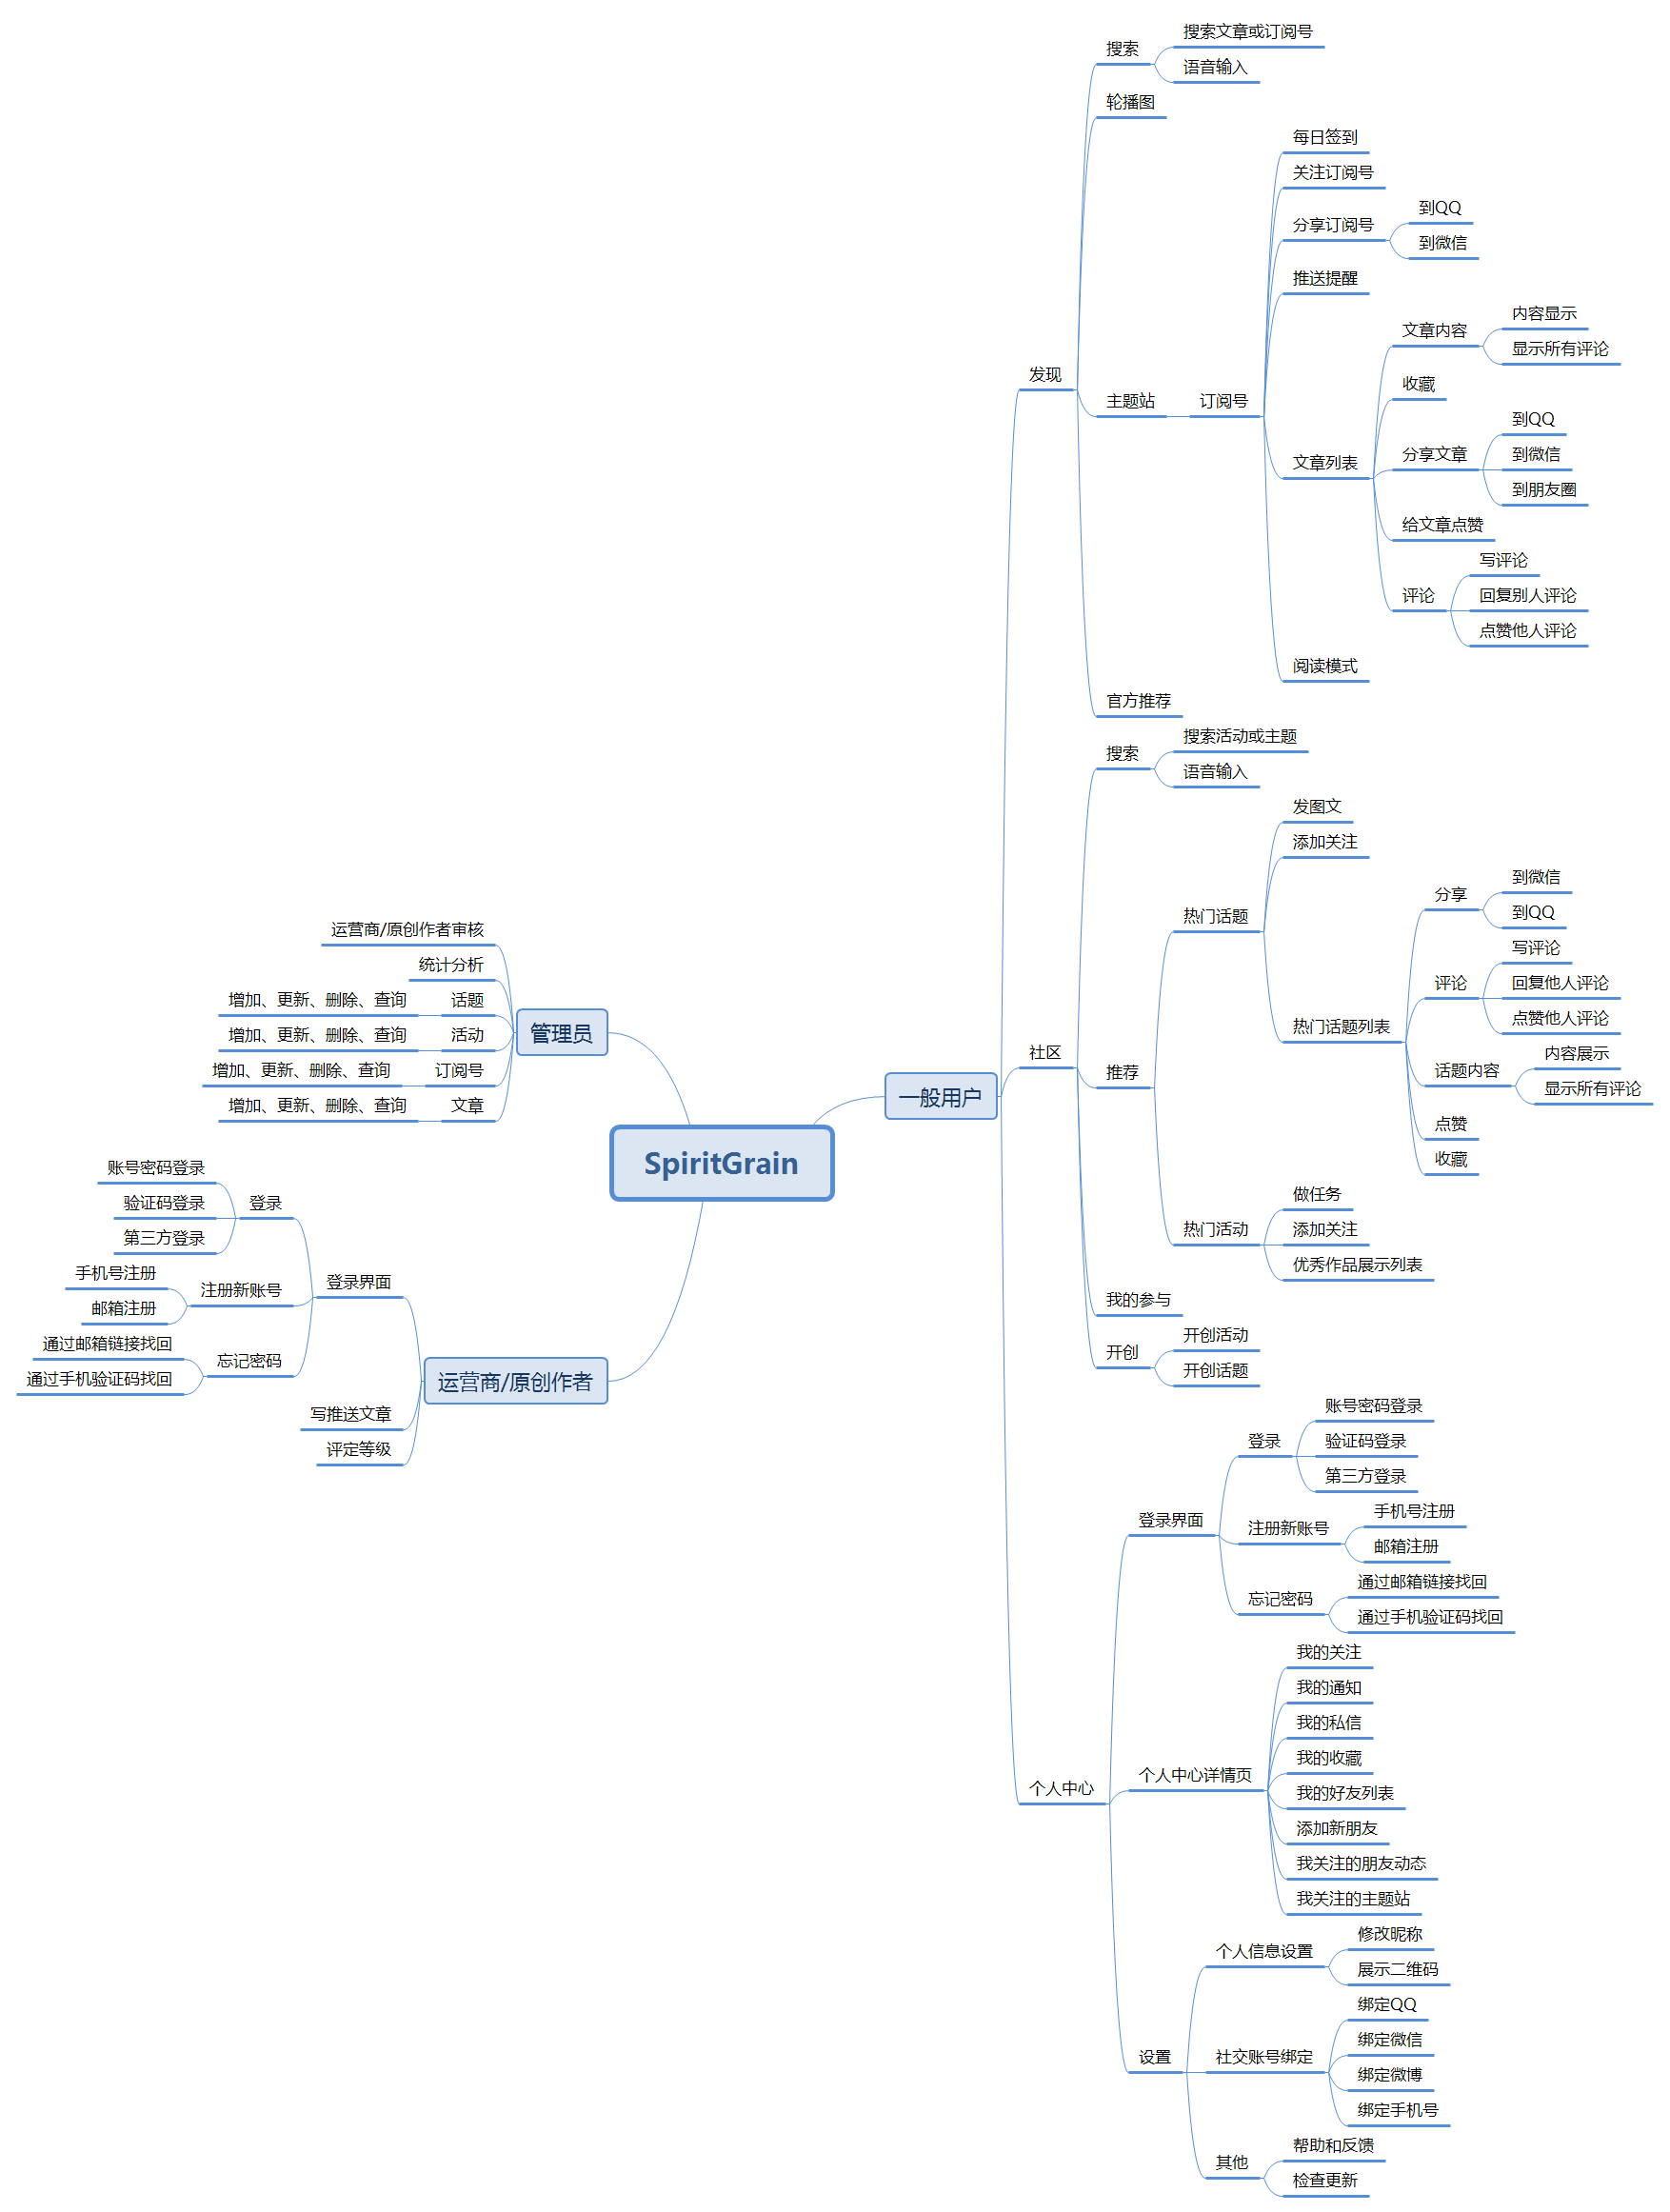 SpiritGrain
一般用户
发现
搜索
搜索文章或订阅号
语音输入
轮播图
主题站
订阅号
每日签到
关注订阅号
分享订阅号
到QQ
到微信
推送提醒
文章列表
文章内容
内容显示
显示所有评论
收藏
分享文章
到QQ
到微信
到朋友圈
给文章点赞
评论
写评论
回复别人评论
点赞他人评论
阅读模式
官方推荐
社区
搜索
搜索活动或主题
语音输入
推荐
热门话题
发图文
添加关注
热门话题列表
分享
到微信
到QQ
评论
写评论
回复他人评论
点赞他人评论
话题内容
内容展示
显示所有评论
点赞
收藏
热门活动
做任务
添加关注
优秀作品展示列表
我的参与
开创
开创活动
开创话题
个人中心
登录界面
登录
账号密码登录
验证码登录
第三方登录
注册新账号
手机号注册
邮箱注册
忘记密码
通过邮箱链接找回
通过手机验证码找回
个人中心详情页
我的关注
我的通知
我的私信
我的收藏
我的好友列表
添加新朋友
我关注的朋友动态
我关注的主题站
设置
个人信息设置
修改昵称
展示二维码
社交账号绑定
绑定QQ
绑定微信
绑定微博
绑定手机号
其他
帮助和反馈
检查更新
管理员
运营商/原创作者审核
统计分析
话题
增加、更新、删除、查询
活动
增加、更新、删除、查询
订阅号
增加、更新、删除、查询
文章
增加、更新、删除、查询
运营商/原创作者
登录界面
登录
账号密码登录
验证码登录
第三方登录
注册新账号
手机号注册
邮箱注册
忘记密码
通过邮箱链接找回
通过手机验证码找回
写推送文章
评定等级